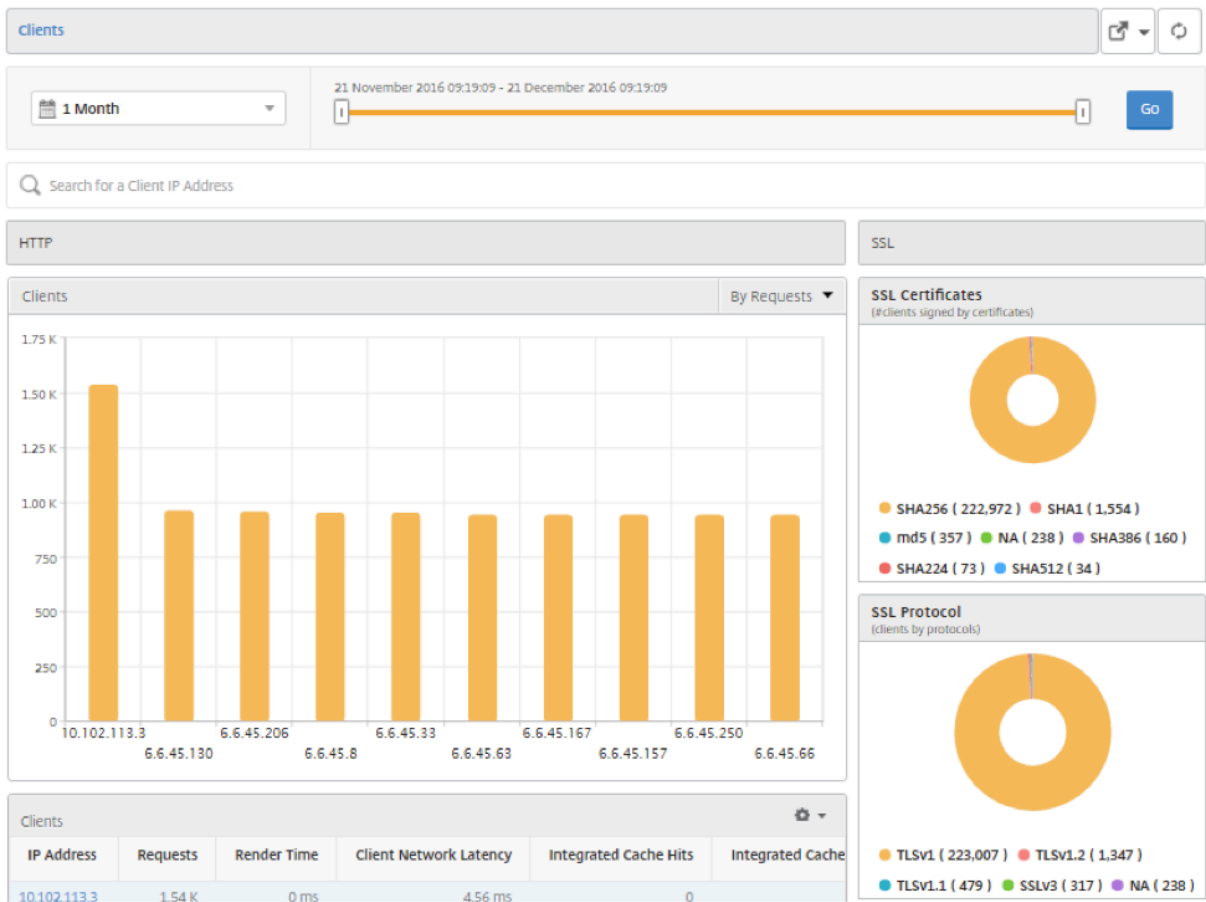 Clients
21 November 2016 09:19:09 - 21 December 2016 09:19:09
1 Month
Go
Search for a Client IP Address
HTTP
SSL
Clients
By Requests
1.75 K
1.50 K
1.25 K
1.00 K
750
500
250
0
10.102.113.3
6.6.45.130
6.6.45.206
6.6.45.8
6.6.45.33
6.6.45.63
6.6.45.167
6.6.45.157
6.6.45.250
6.6.45.66
SSL Certificates
(#clients signed by certificates)
SHA256 ( 222,972 ) SHA1 ( 1,554 )
md5 ( 357 ) NA ( 238 ) SHA386 ( 160 )
SHA224 ( 73 ) SHA512 ( 34 )
SSL Protocol
(clients by protocols)
TLSv1 ( 223,007 ) TLSv1.2 ( 1,347 )
TLSv1.1 ( 479 ) SSLv3 ( 317 ) NA ( 238 )
Clients
IP Address Requests Render Time Client Network Latency Integrated Cache Hits Integrated Cache
10.102.113.3 1.54 K 0 ms 4.56 ms 0